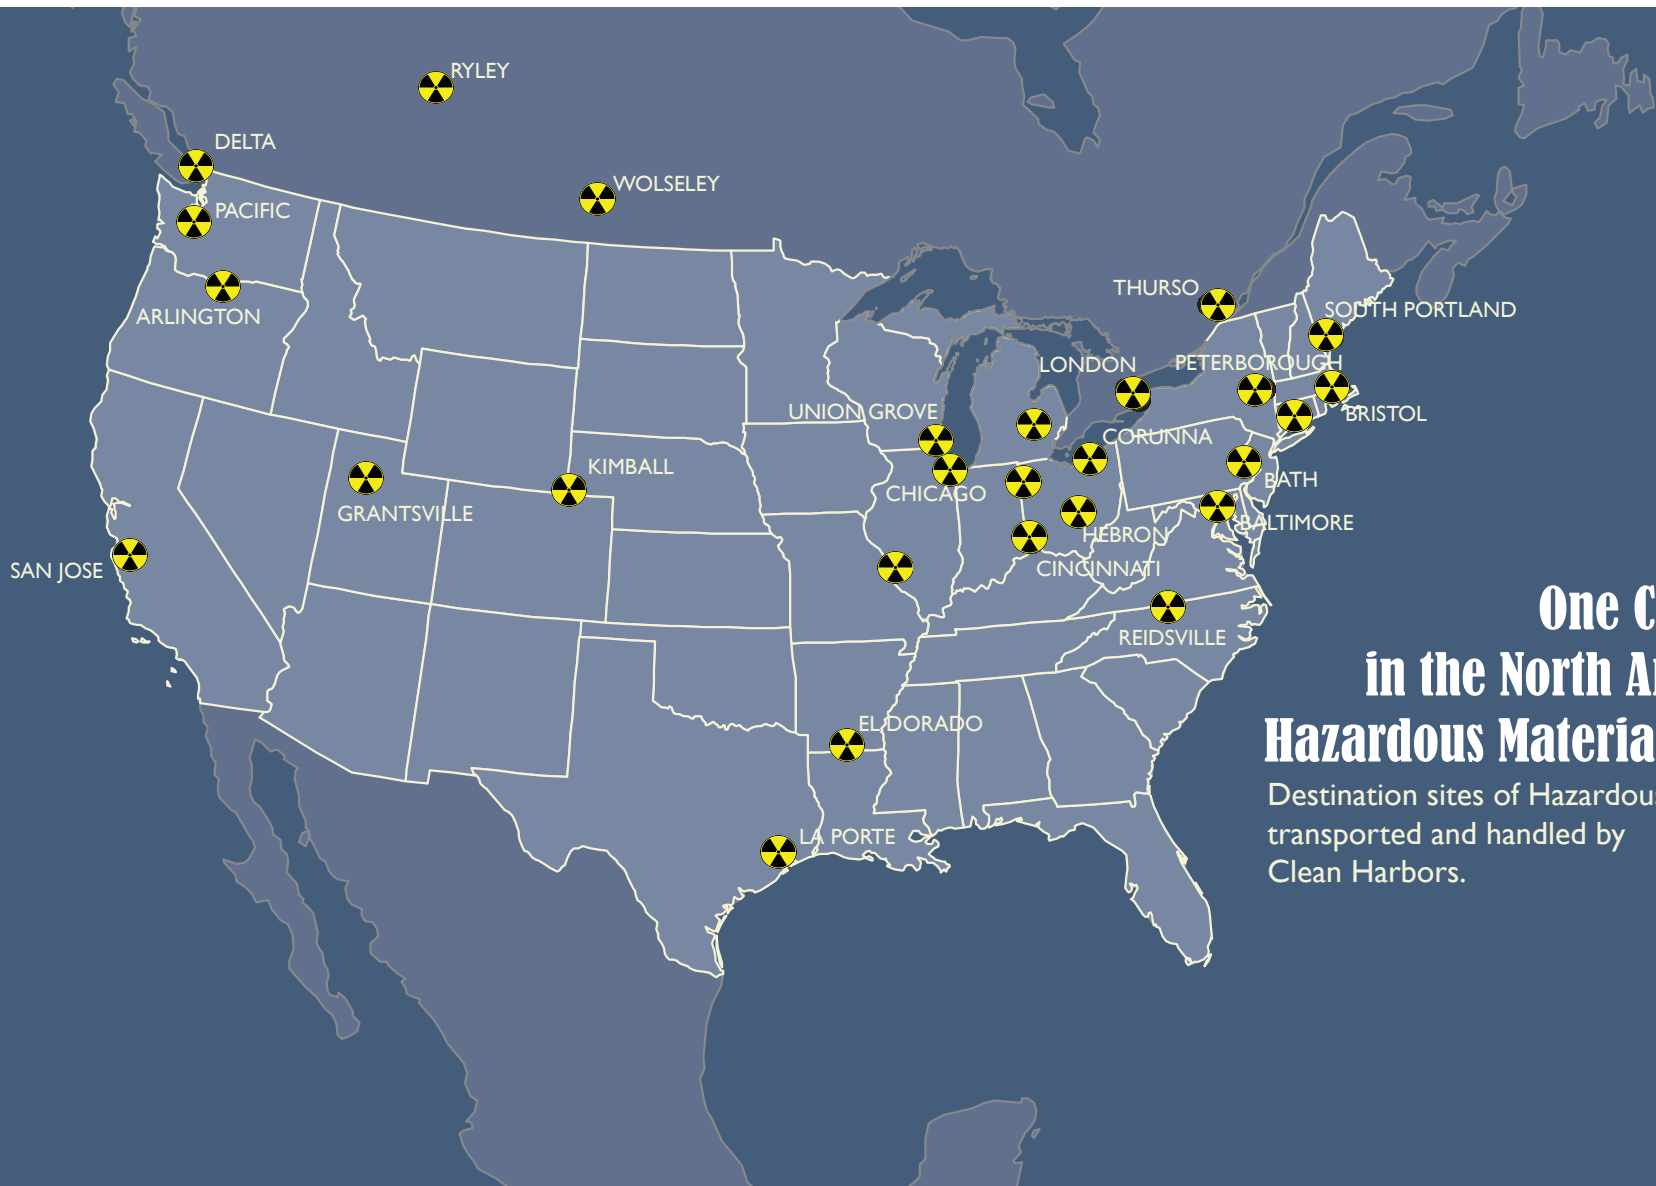 RYLEY
DELTA
WOLSELEY
PACIFIC
THURSO
ARLINGTON
SOUTH PORTLAND
LONDON
PETERBOROUGH
UNION GROVE
BRISTOL
CORUNNA
KIMBALL
BATH
CHICAGO
GRANTSVILLE
BALTIMORE
HEBRON
SAN JOSE
CINCINNATI
REIDSVILLE
EL DORADO
LA PORTE
One C
in the North A
Hazardous Materia
Destination sites of Hazardous
transported and handled by
Clean Harbors.